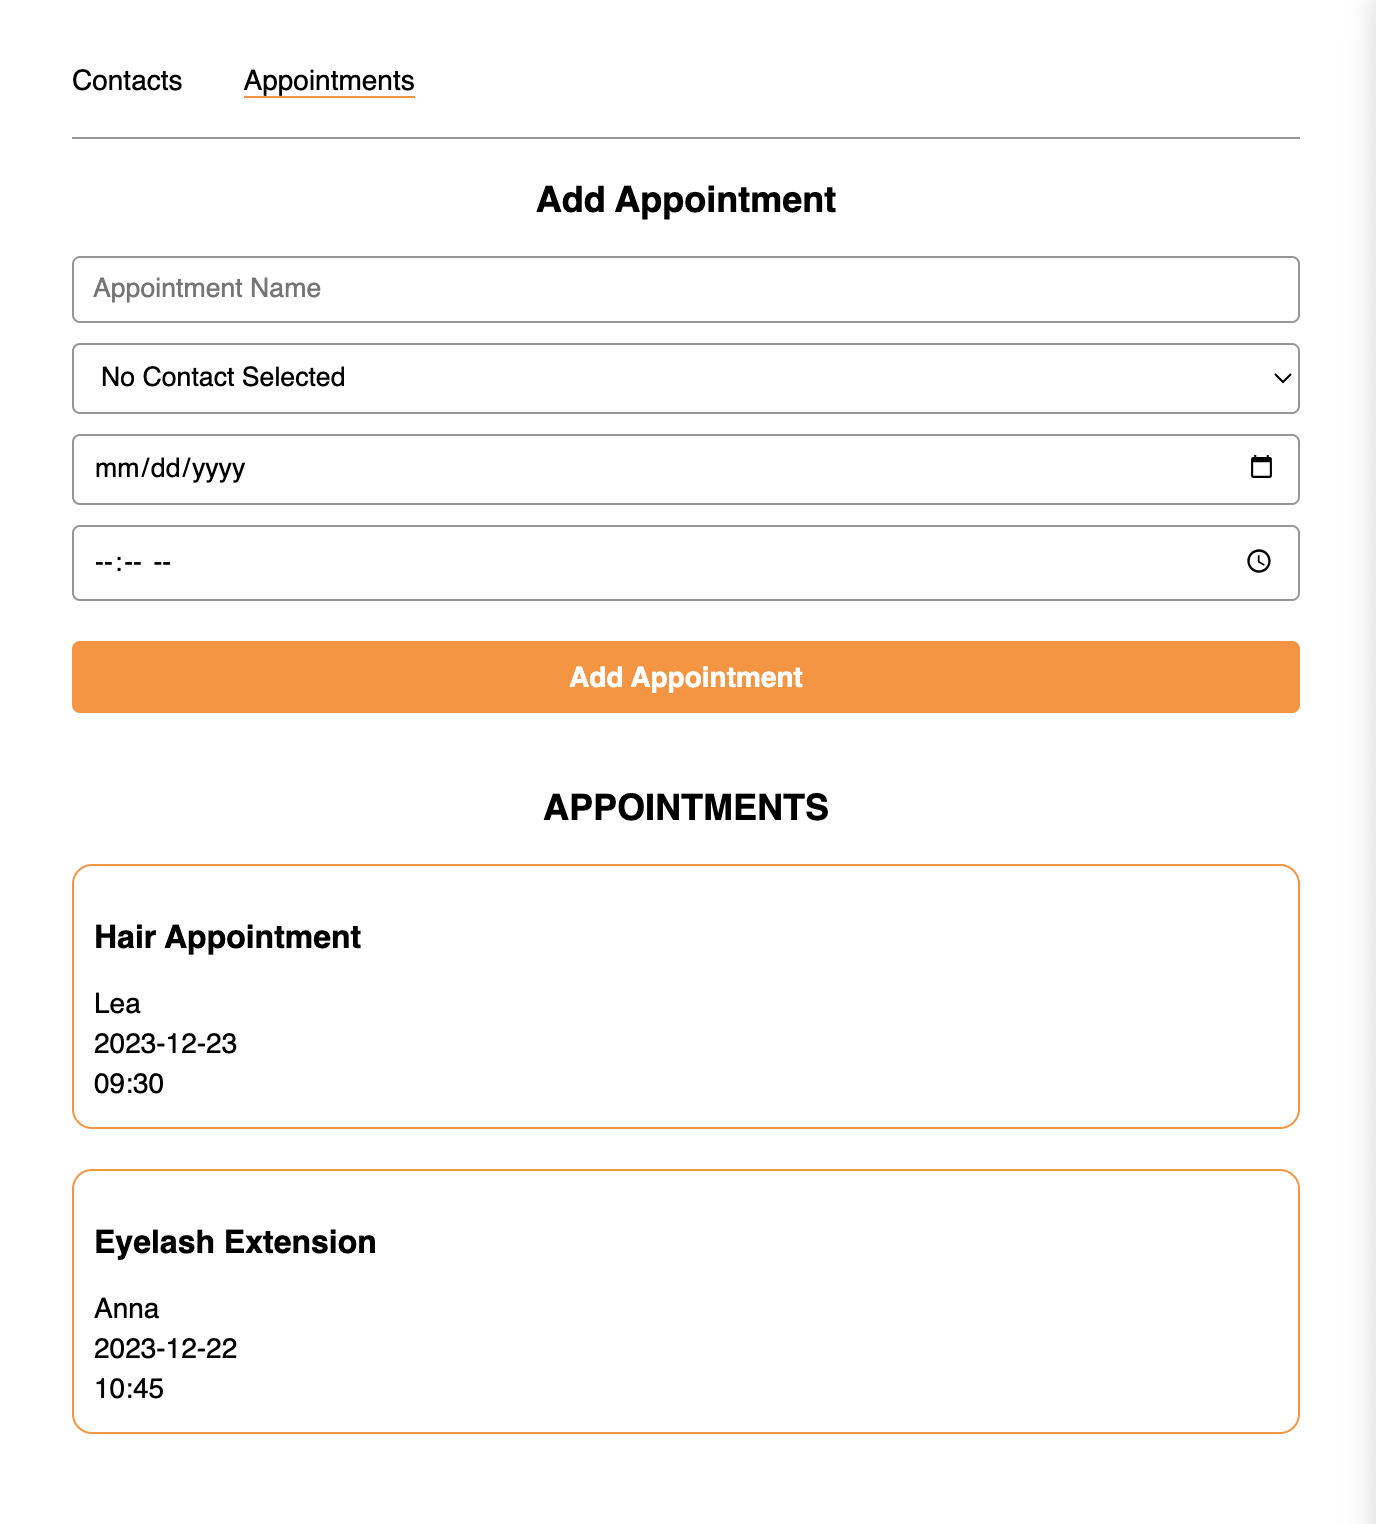 Contacts Appointments
Add Appointment
Appointment Name
No Contact Selected
mm/dd/yyyy
--:-- --
Add Appointment
APPOINTMENTS
Hair Appointment
Lea
2023-12-23
09:30
Eyelash Extension
Anna
2023-12-22
10:45